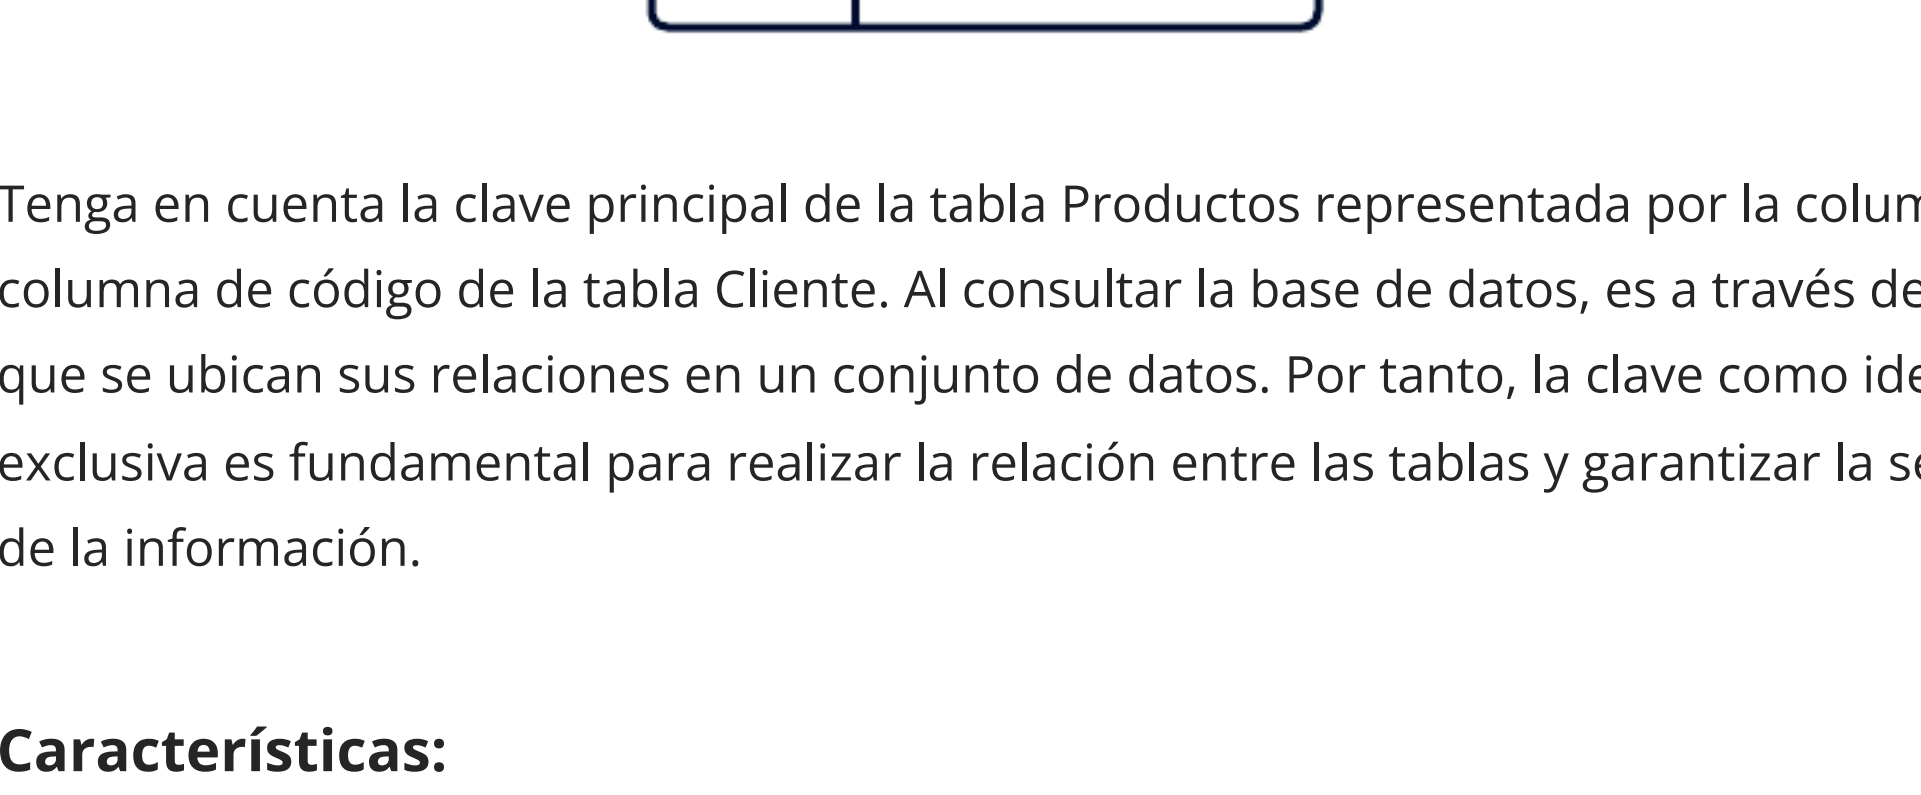 Tenga en cuenta la clave principal de la tabla Productos representada por la
columna de código de la tabla Cliente. Al consultar la base de datos, es a través de
que se ubican sus relaciones en un conjunto de datos. Por tanto, la clave como
exclusiva es fundamental para realizar la relación entre las tablas y garantizar la
de la información.
Características: